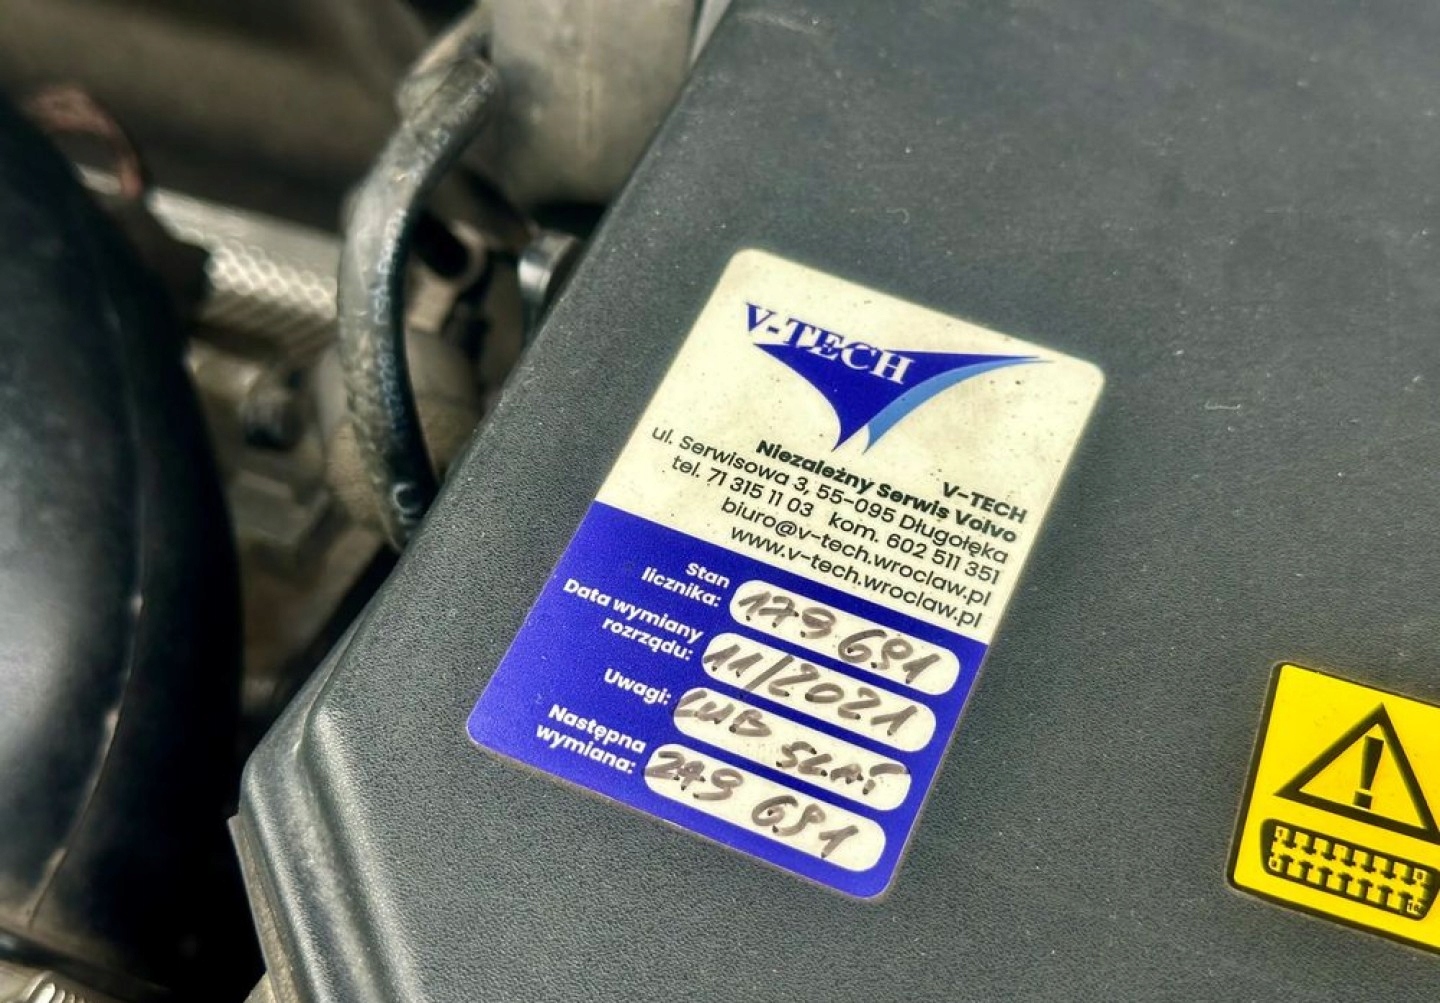 V-TECH
V-TECH
Niezależny Serwis Volvo
ul. Serwisowa 3, 55-095 Długołęka
tel. 71 315 11 03 kom. 602 511 351
biuro@v-tech.wroclaw.pl
www.v-tech.wroclaw.pl
Stan
licznika: 179 691
Data wymiany
rozrządu: 11/2021
Uwagi: LUB 5LAT
Następna
wymiana: 249 691